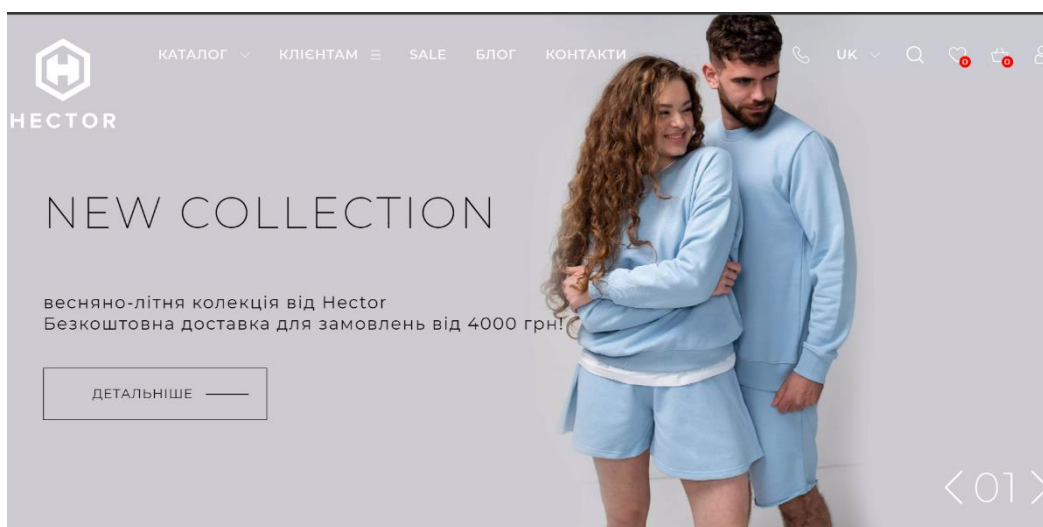 КАТАЛОГ КЛІЄНТАМ SALE БЛОГ КОНТАКТИ UK 0 0
HECTOR
NEW COLLECTION
весняно-літня колекція від Hector
Безкоштовна доставка для замовлень від 4000 грн!
ДЕТАЛЬНІШЕ
01